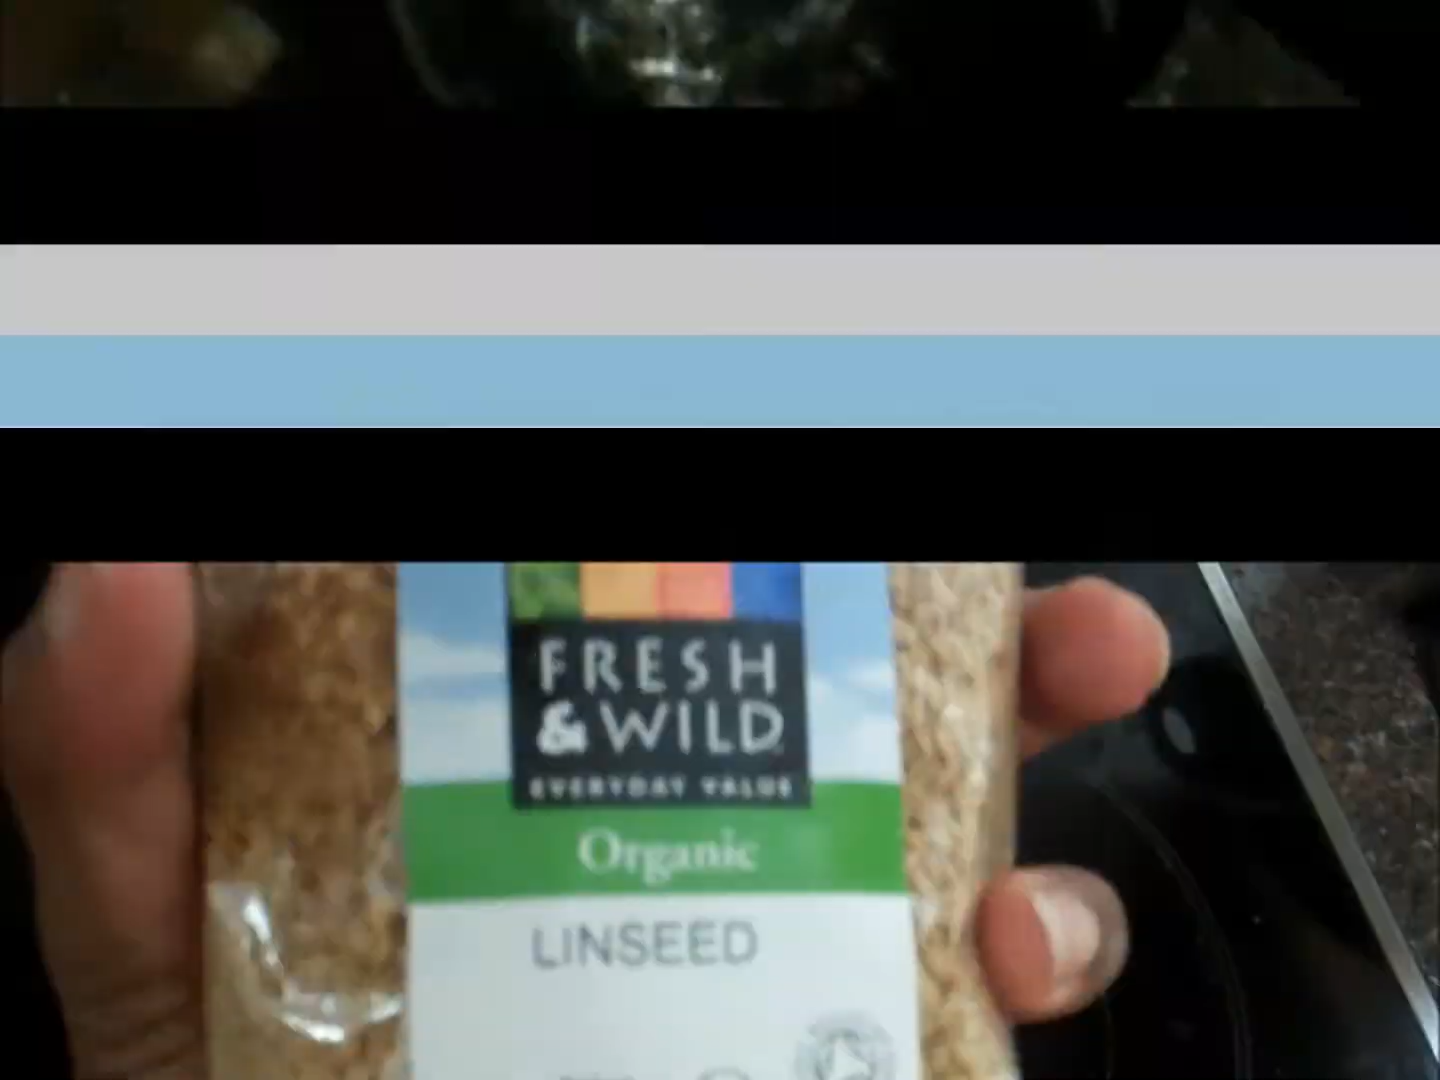 FRESH
& WILD
EVERYDAY VALUE
Organic
LINSEED